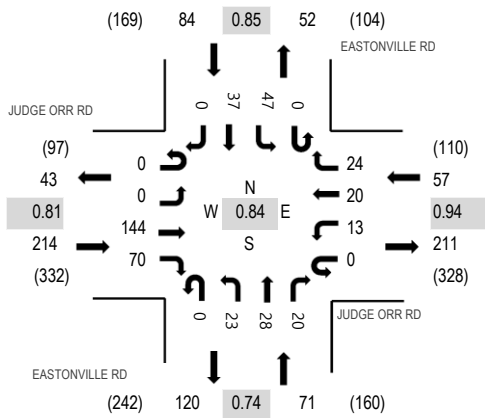 (169) 84 0.85 52 (104)
EASTONVILLE RD
0 37 47 0
JUDGE ORR RD
(97) 0 24 (110)
43 0 N 20 57
0.81 W 0.84 E 0.94
214 144 S 13 211
(332) 70 0 (328)
0 23 28 20
JUDGE ORR RD
EASTONVILLE RD
(242) 120 0.74 71 (160)